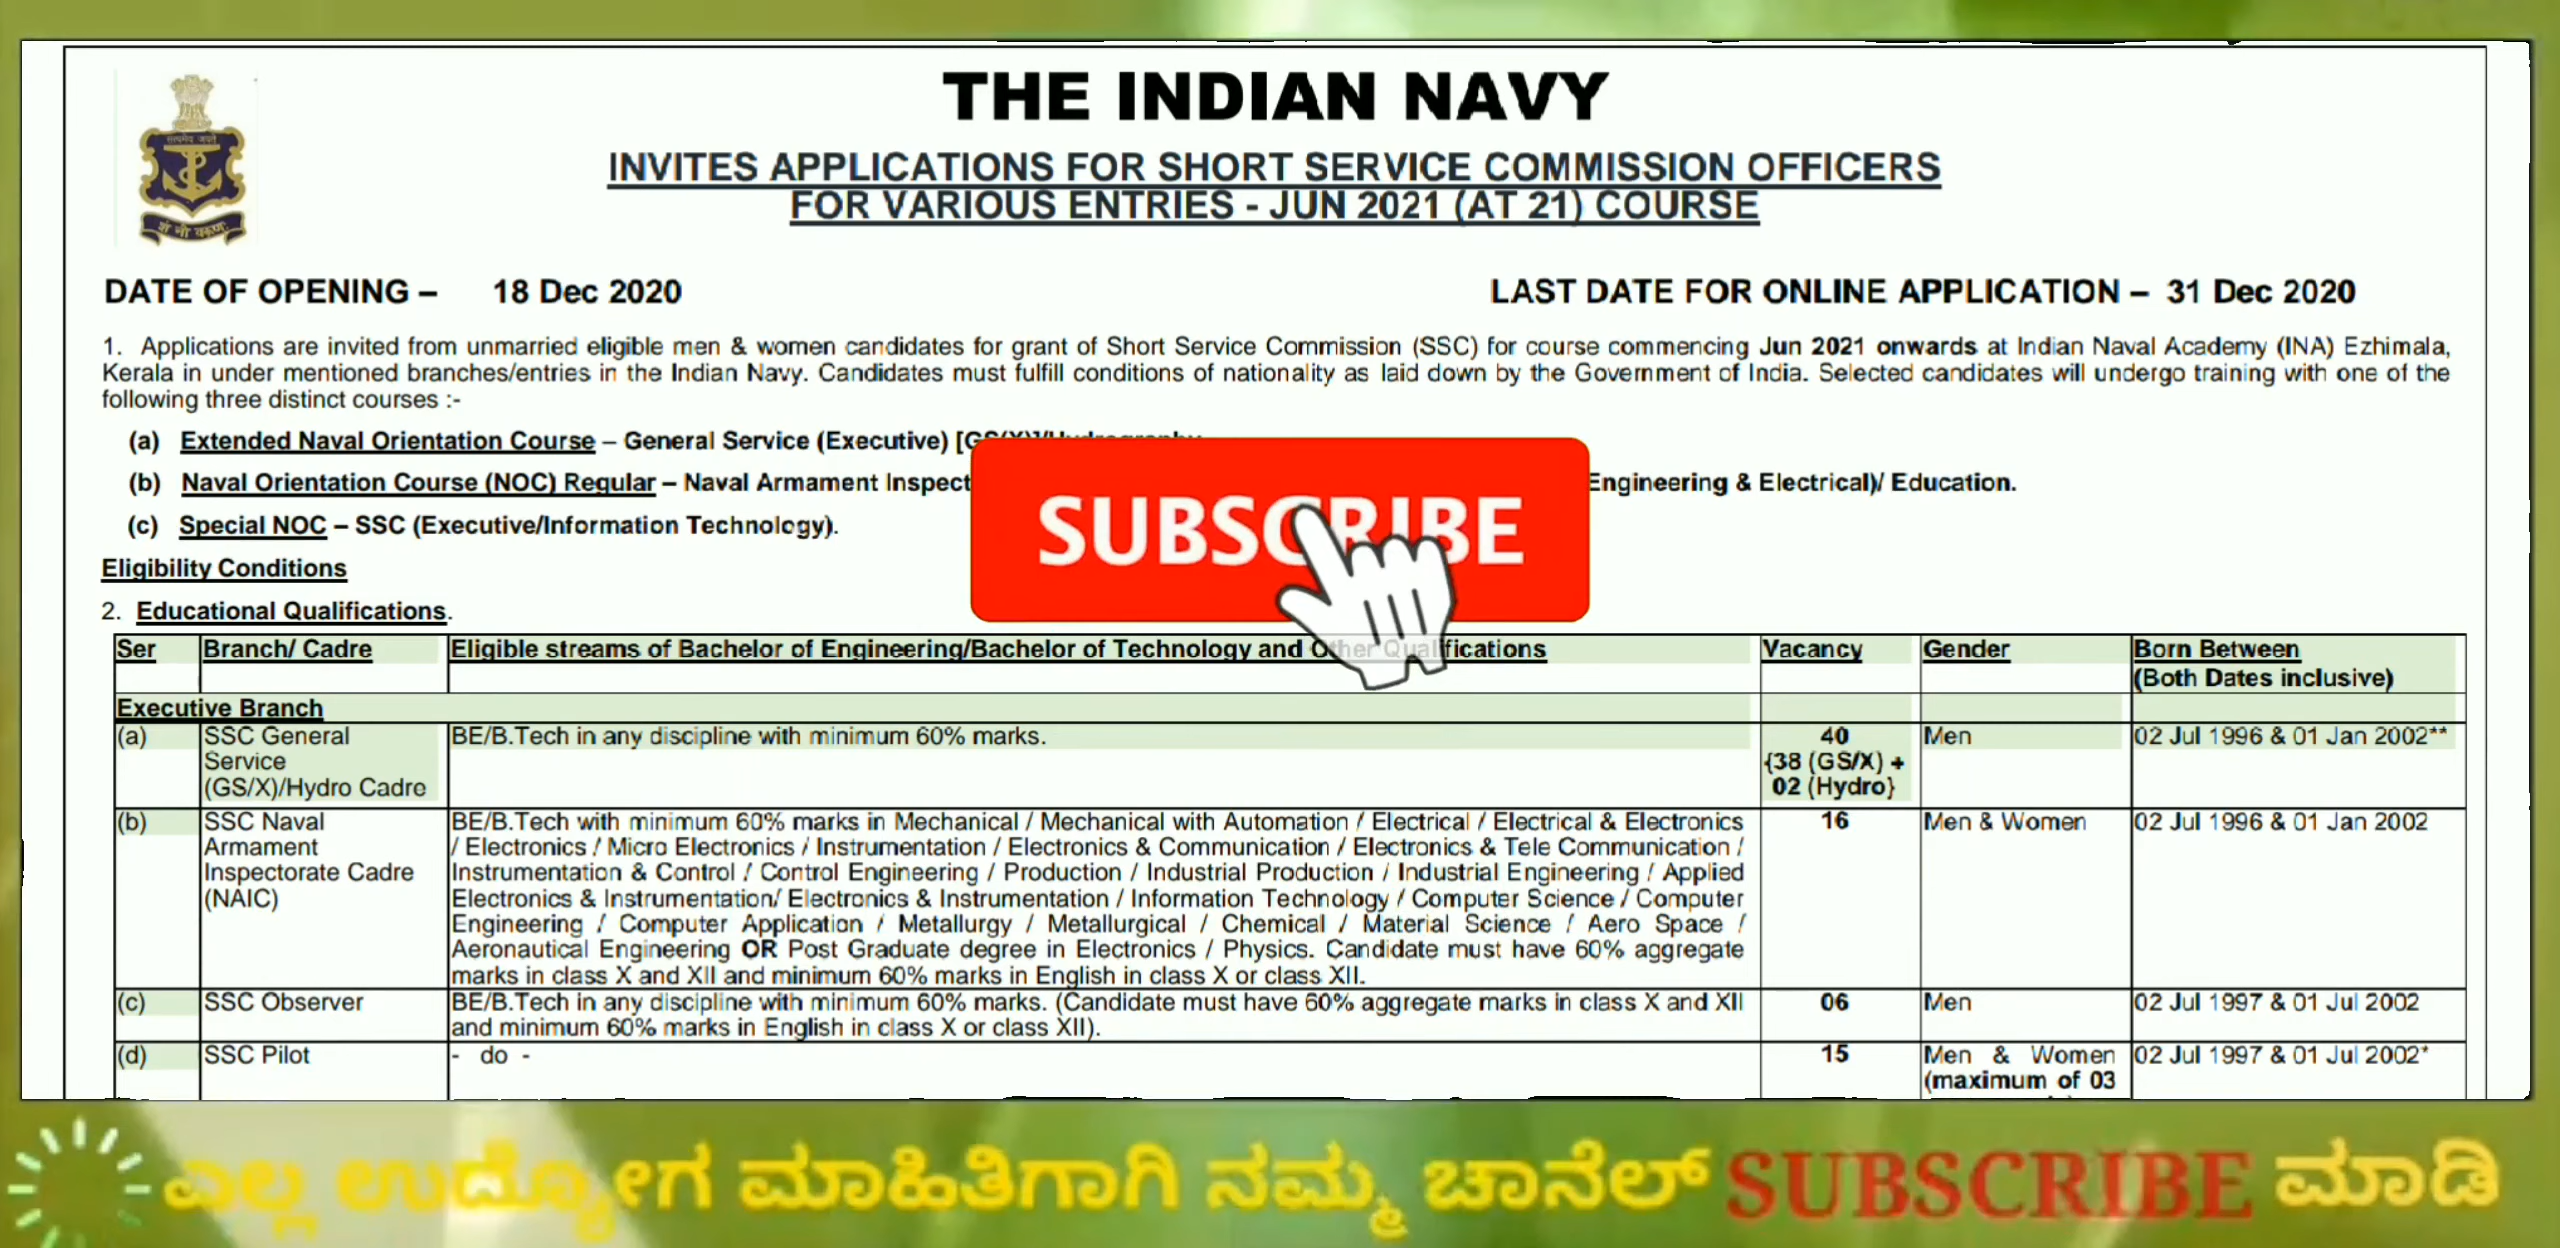 THE INDIAN NAVY
INVITES APPLICATIONS FOR SHORT SERVICE COMMISSION OFFICERS
FOR VARIOUS ENTRIES - JUN 2021 (AT 21) COURSE
DATE OF OPENING – 18 Dec 2020 LAST DATE FOR ONLINE APPLICATION – 31 Dec 2020
1. Applications are invited from unmarried eligible men & women candidates for grant of Short Service Commission (SSC) for course commencing Jun 2021 onwards at Indian Naval Academy (INA) Ezhimala,
Kerala in under mentioned branches/entries in the Indian Navy. Candidates must fulfill conditions of nationality as laid down by the Government of India. Selected candidates will undergo training with one of the
following three distinct courses :-
(a) Extended Naval Orientation Course – General Service (Executive)
(b) Naval Orientation Course (NOC) Regular – Naval Armament Inspect Engineering & Electrical)/ Education.
(c) Special NOC – SSC (Executive/Information Technology).
SUBSCRIBE
Eligibility Conditions
2. Educational Qualifications.
Ser Branch/ Cadre Eligible streams of Bachelor of Engineering/Bachelor of Technology and Other Qualifications Vacancy Gender Born Between
(Both Dates inclusive)
Executive Branch
(a) SSC General BE/B.Tech in any discipline with minimum 60% marks. 40 Men 02 Jul 1996 & 01 Jan 2002**
Service {38 (GS/X) +
(GS/X)/Hydro Cadre 02 (Hydro}
(b) SSC Naval BE/B.Tech with minimum 60% marks in Mechanical / Mechanical with Automation / Electrical / Electrical & Electronics 16 Men & Women 02 Jul 1996 & 01 Jan 2002
Armament / Electronics / Micro Electronics / Instrumentation / Electronics & Communication / Electronics & Tele Communication /
Inspectorate Cadre Instrumentation & Control / Control Engineering / Production / Industrial Production / Industrial Engineering / Applied
(NAIC) Electronics & Instrumentation/ Electronics & Instrumentation / Information Technology / Computer Science / Computer
Engineering / Computer Application / Metallurgy / Metallurgical / Chemical / Material Science / Aero Space /
Aeronautical Engineering OR Post Graduate degree in Electronics / Physics. Candidate must have 60% aggregate
marks in class X and XII and minimum 60% marks in English in class X or class XII.
(c) SSC Observer BE/B.Tech in any discipline with minimum 60% marks. (Candidate must have 60% aggregate marks in class X and XII 06 Men 02 Jul 1997 & 01 Jul 2002
and minimum 60% marks in English in class X or class XII).
(d) SSC Pilot - do - 15 Men & Women 02 Jul 1997 & 01 Jul 2002*
(maximum of 03
ಎಲ್ಲ ಉದ್ಯೋಗ ಮಾಹಿತಿಗಾಗಿ ನಮ್ಮ ಚಾನೆಲ್ SUBSCRIBE ಮಾಡಿ